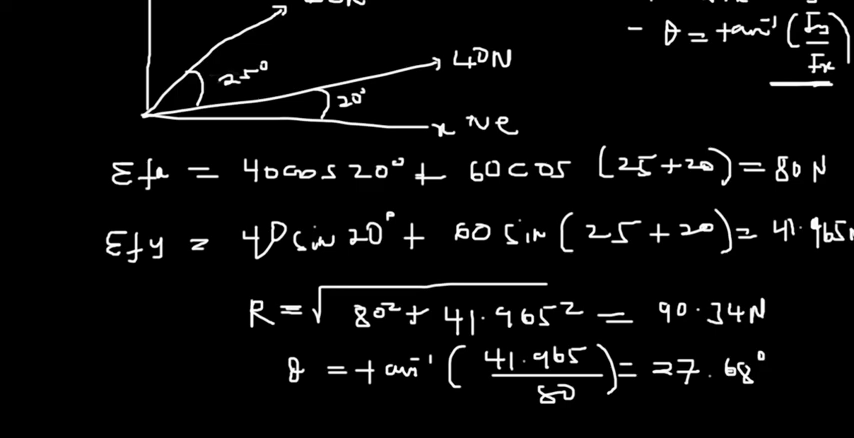 - θ = tan⁻¹ (Fy/Fx)
25°
40N
20°
x ve
Σfx = 40cos20° + 60cos (25+20) = 80N
Σfy = 40sin20° + 60sin (25+20) = 41.965N
R = √80² + 41.965² = 90.34N
θ = tan⁻¹ (41.965/80) = 27.68°